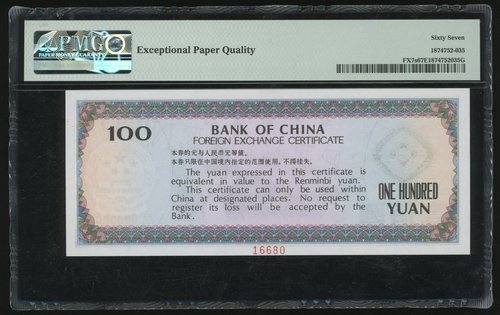 PMG
PAPER MONEY GUARANTY
Exceptional Paper Quality
Sixty Seven
1874752-035
FX7s67E1874752035G
100
BANK OF CHINA
FOREIGN EXCHANGE CERTIFICATE
本券的元与人民币元等值。
本券只限在中国境内指定的范围使用。不得挂失。
The yuan expressed in this certificate is
equivalent in value to the Renminbi yuan.
This certificate can only be used within
China at designated places. No request to
register its loss will be accepted by the
Bank.
ONE HUNDRED
YUAN
16680